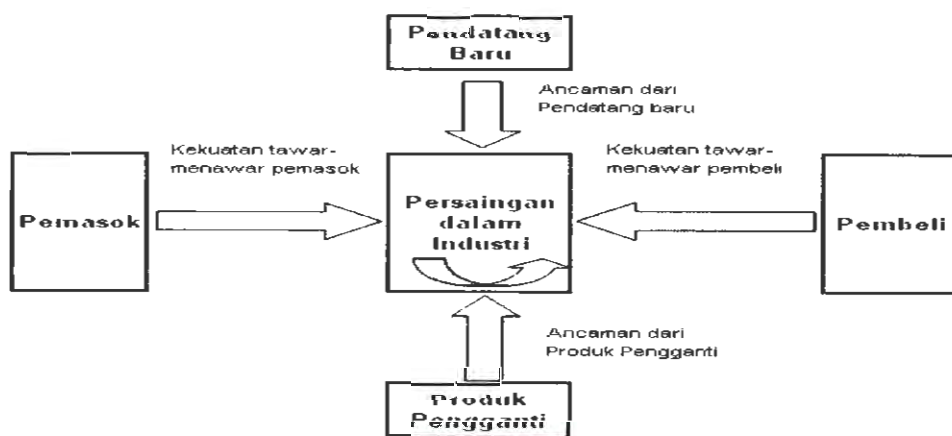 Pendatang
Baru
Ancaman dari
Pendatang baru
Kekuatan tawar-
menawar pemasok
Kekuatan tawar-
menawar pembeli
Pemasok
Persaingan
dalam
Industri
Pembeli
Ancaman dari
Produk Pengganti
Produk
Pengganti